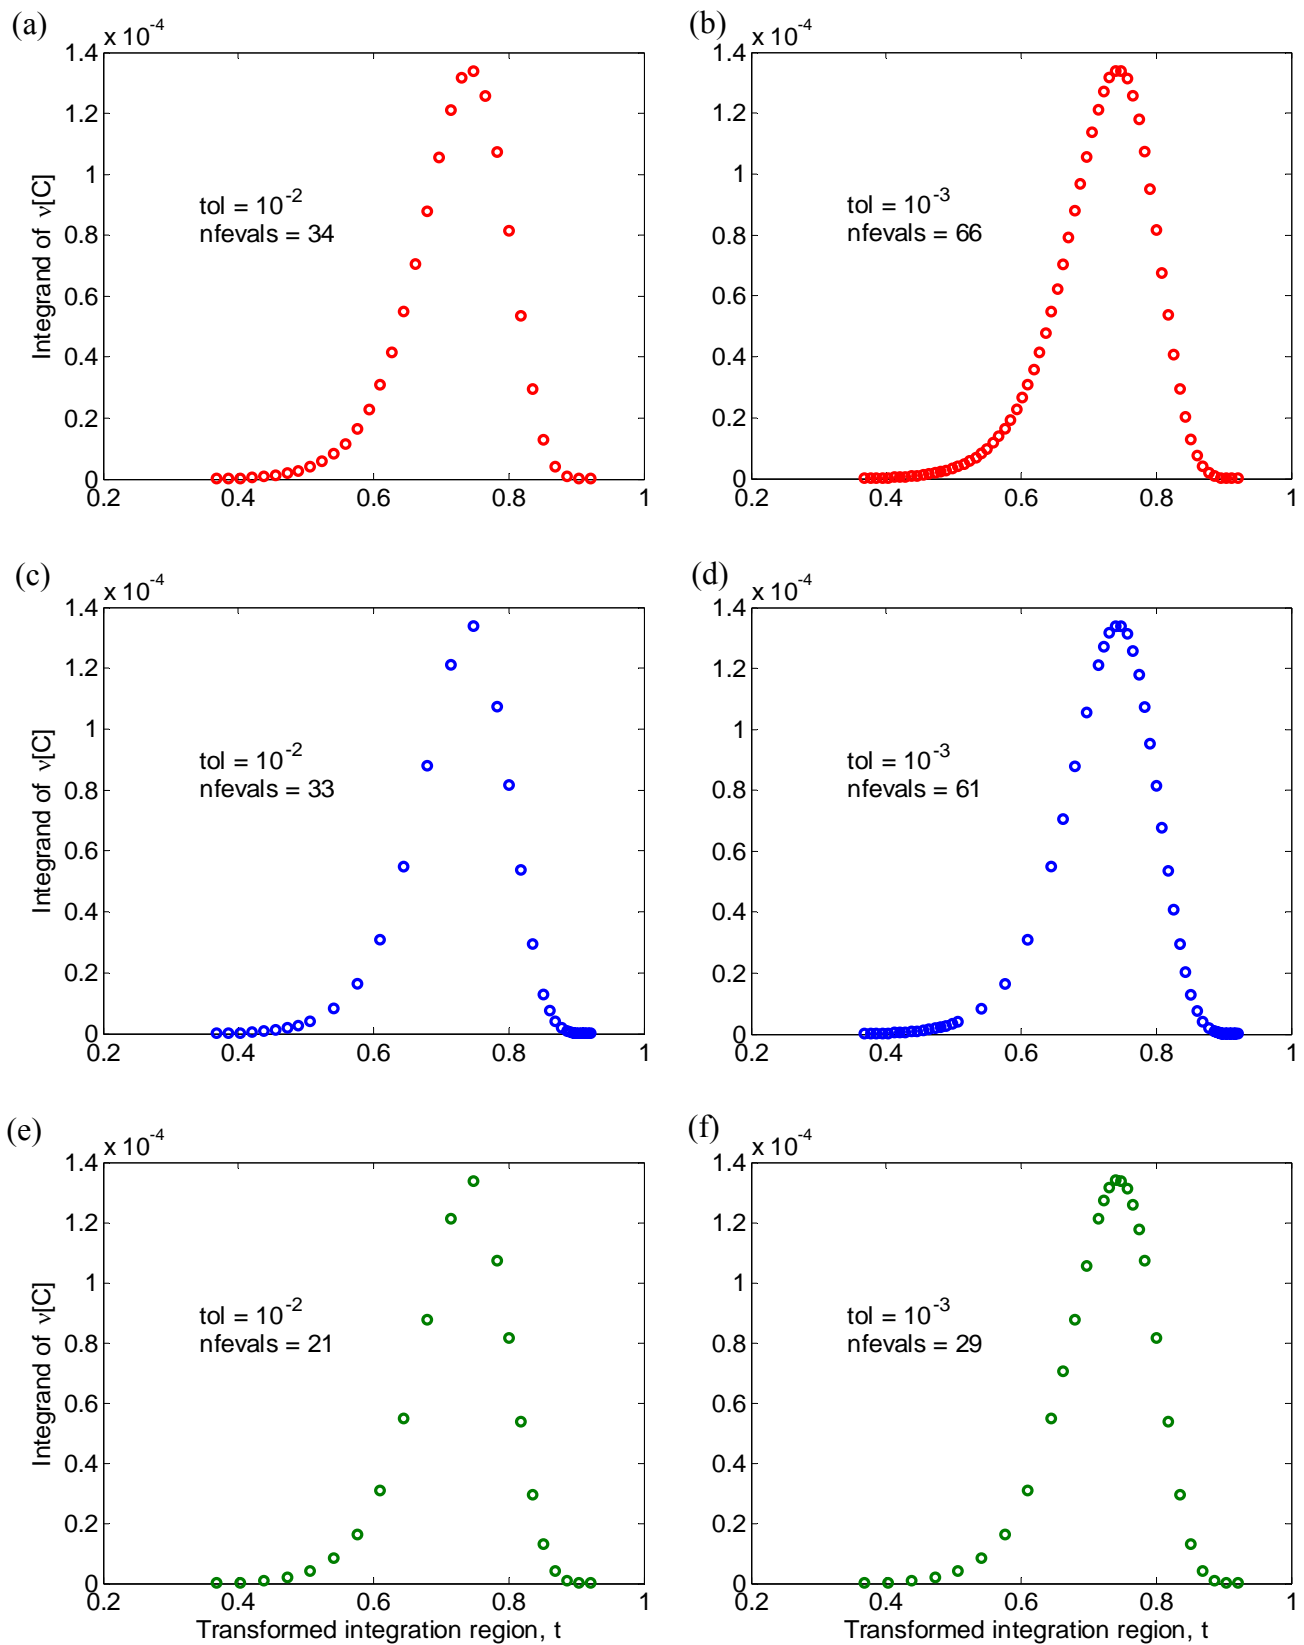 (a)
x 10-4
1.4
1.2
1
0.8
0.6
0.4
0.2
0
0.2
0.4
0.6
0.8
1
Integrand of ν[C]
tol = 10-2
nfevals = 34
(b)
x 10-4
1.4
1.2
1
0.8
0.6
0.4
0.2
0
0.2
0.4
0.6
0.8
1
tol = 10-3
nfevals = 66
(c)
x 10-4
1.4
1.2
1
0.8
0.6
0.4
0.2
0
0.2
0.4
0.6
0.8
1
Integrand of ν[C]
tol = 10-2
nfevals = 33
(d)
x 10-4
1.4
1.2
1
0.8
0.6
0.4
0.2
0
0.2
0.4
0.6
0.8
1
tol = 10-3
nfevals = 61
(e)
x 10-4
1.4
1.2
1
0.8
0.6
0.4
0.2
0
0.2
0.4
0.6
0.8
1
Integrand of ν[C]
tol = 10-2
nfevals = 21
Transformed integration region, t
(f)
x 10-4
1.4
1.2
1
0.8
0.6
0.4
0.2
0
0.2
0.4
0.6
0.8
1
tol = 10-3
nfevals = 29
Transformed integration region, t